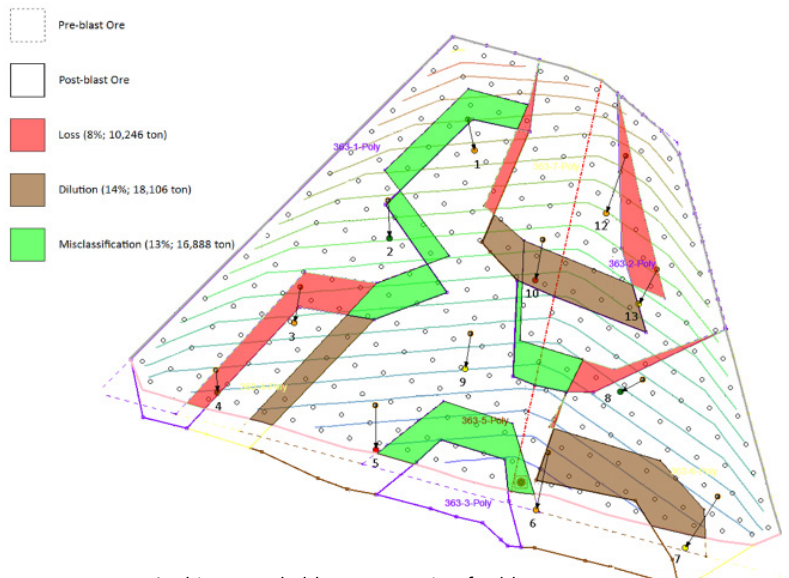 Pre-blast Ore
Post-blast Ore
Loss (8%; 10,246 ton)
Dilution (14%; 18,106 ton)
Misclassification (13%; 16,888 ton)
363-1-Poly
1
12
2
363-2-Poly
10
13
3
9
8
4
363-5-Poly
5
363-3-Poly
6
7